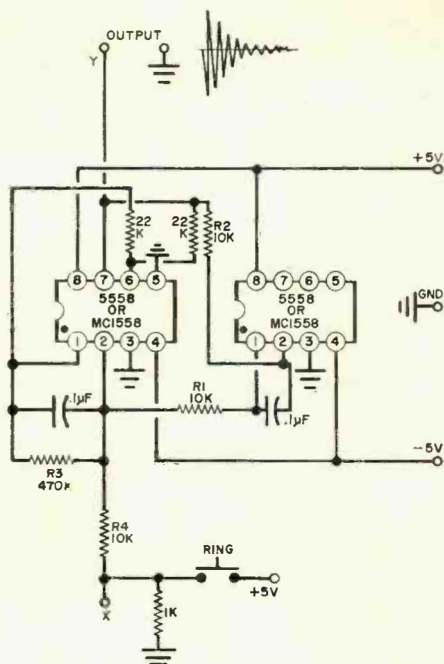 OUTPUT
Y
+5V
22
K
22
K
R2
10K
8 7 6 5
5558
OR
MC1558
1 2 3 4
8 7 6 5
5558
OR
MC1558
1 2 3 4
GND
.1µF
R1
10K
.1µF
-5V
R3
470K
R4
10K
RING
X
+5V
1K